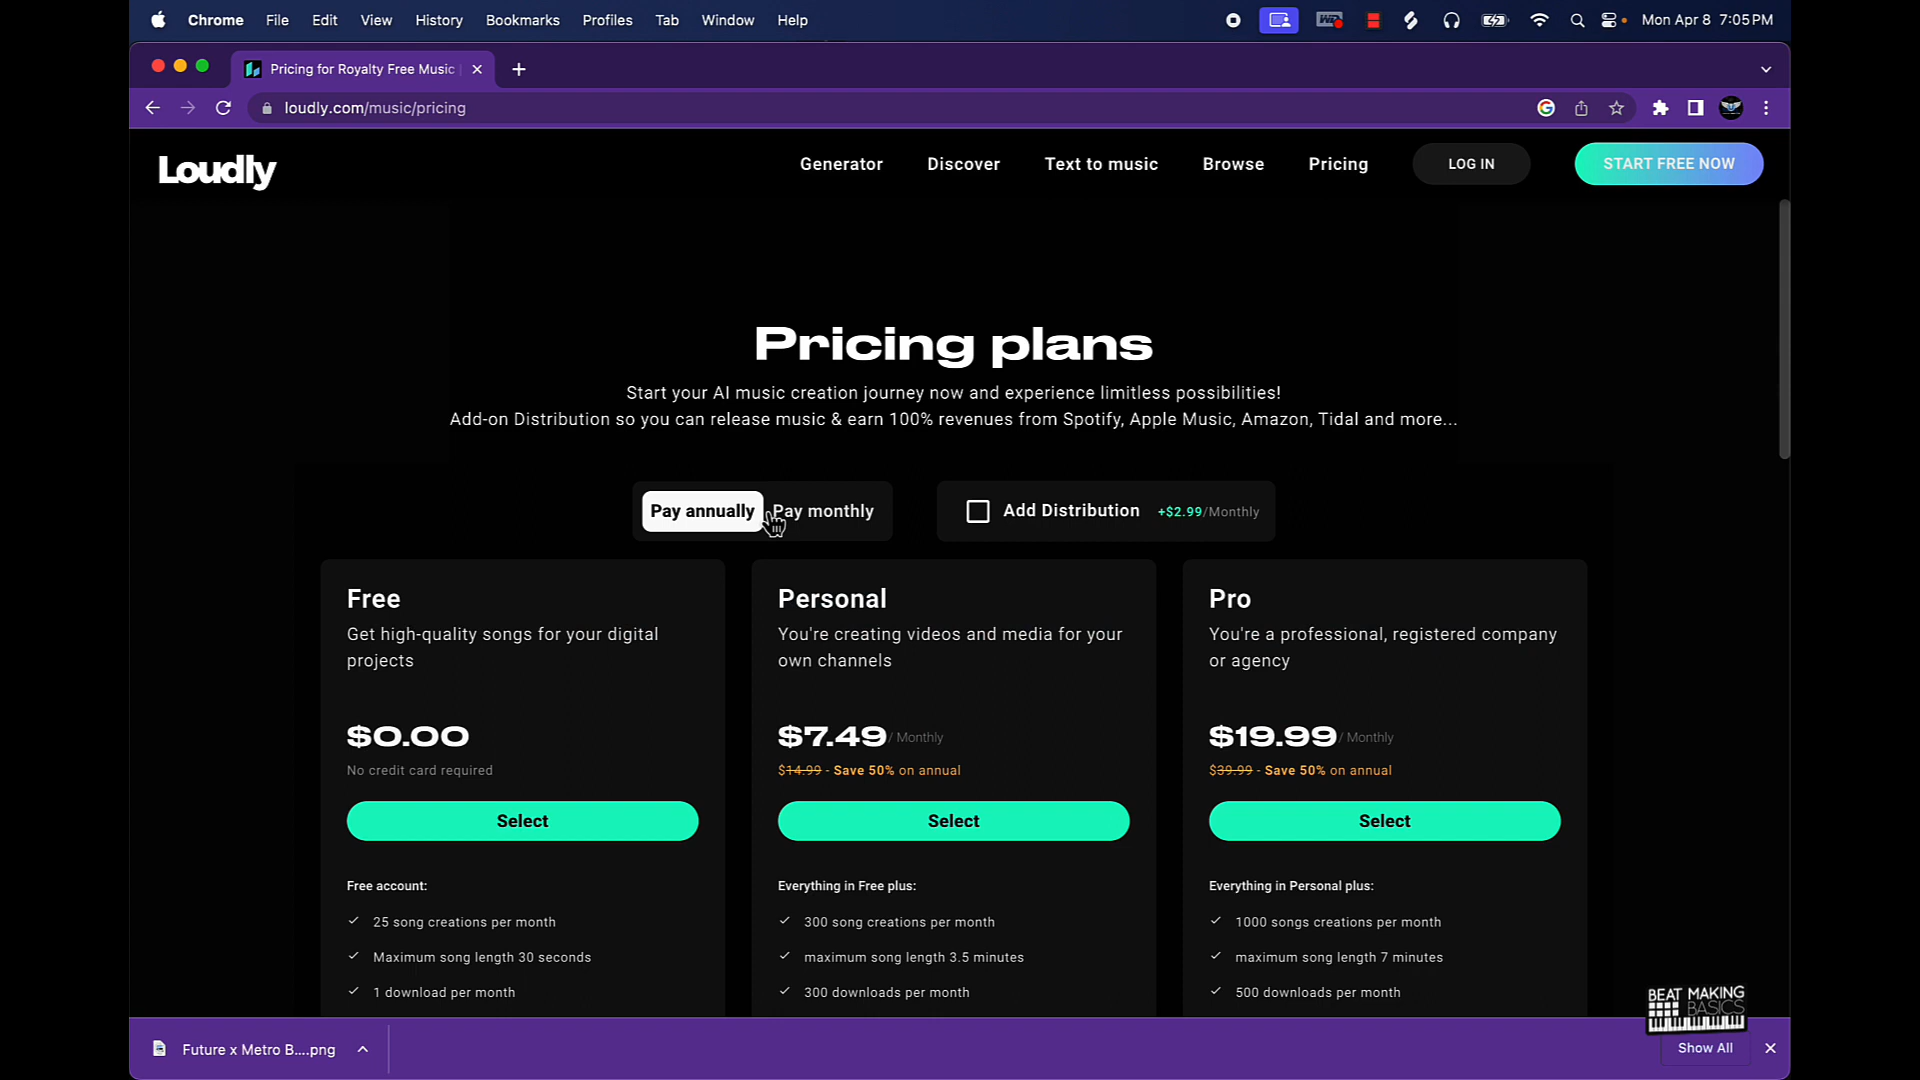 Chrome File Edit View History Bookmarks Profiles Tab Window Help Mon Apr 8 7:05 PM
Pricing for Royalty Free Music
loudly.com/music/pricing
Loudly
Generator Discover Text to music Browse Pricing LOG IN START FREE NOW
Pricing plans
Start your AI music creation journey now and experience limitless possibilities!
Add-on Distribution so you can release music & earn 100% revenues from Spotify, Apple Music, Amazon, Tidal and more...
Pay annually Pay monthly Add Distribution +$2.99/Monthly
Free
Get high-quality songs for your digital
projects
$0.00
No credit card required
Select
Free account:
25 song creations per month
Maximum song length 30 seconds
1 download per month
Personal
You're creating videos and media for your
own channels
$7.49/ Monthly
$14.99 - Save 50% on annual
Select
Everything in Free plus:
300 song creations per month
maximum song length 3.5 minutes
300 downloads per month
Pro
You're a professional, registered company
or agency
$19.99/ Monthly
$39.99 - Save 50% on annual
Select
Everything in Personal plus:
1000 songs creations per month
maximum song length 7 minutes
500 downloads per month
BEAT MAKING
BASICS
Future x Metro B....png
Show All